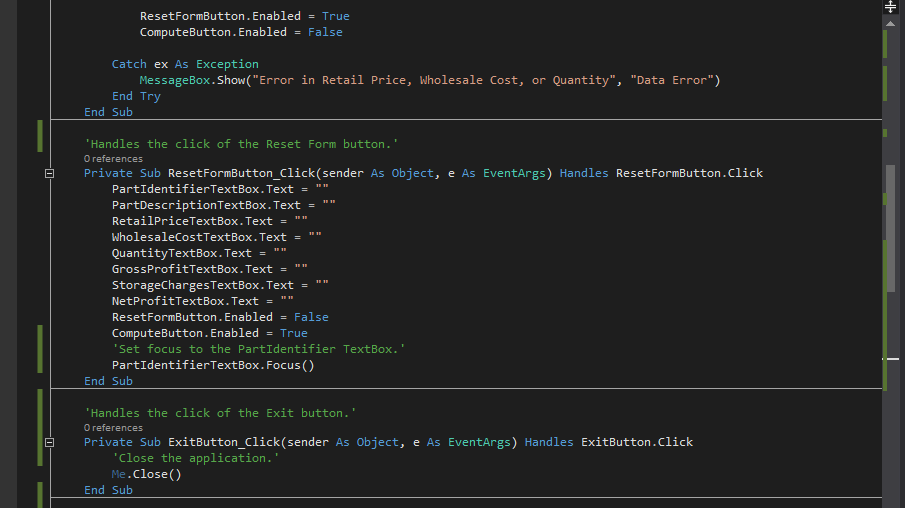 ResetFormButton.Enabled = True
ComputeButton.Enabled = False
Catch ex As Exception
MessageBox.Show("Error in Retail Price, Wholesale Cost, or Quantity", "Data Error")
End Try
End Sub
'Handles the click of the Reset Form button.'
0 references
Private Sub ResetFormButton_Click(sender As Object, e As EventArgs) Handles ResetFormButton.Click
PartIdentifierTextBox.Text = ""
PartDescriptionTextBox.Text = ""
RetailPriceTextBox.Text = ""
WholesaleCostTextBox.Text = ""
QuantityTextBox.Text = ""
GrossProfitTextBox.Text = ""
StorageChargesTextBox.Text = ""
NetProfitTextBox.Text = ""
ResetFormButton.Enabled = False
ComputeButton.Enabled = True
'Set focus to the PartIdentifier TextBox.'
PartIdentifierTextBox.Focus()
End Sub
'Handles the click of the Exit button.'
0 references
Private Sub ExitButton_Click(sender As Object, e As EventArgs) Handles ExitButton.Click
'Close the application.'
Me.Close()
End Sub